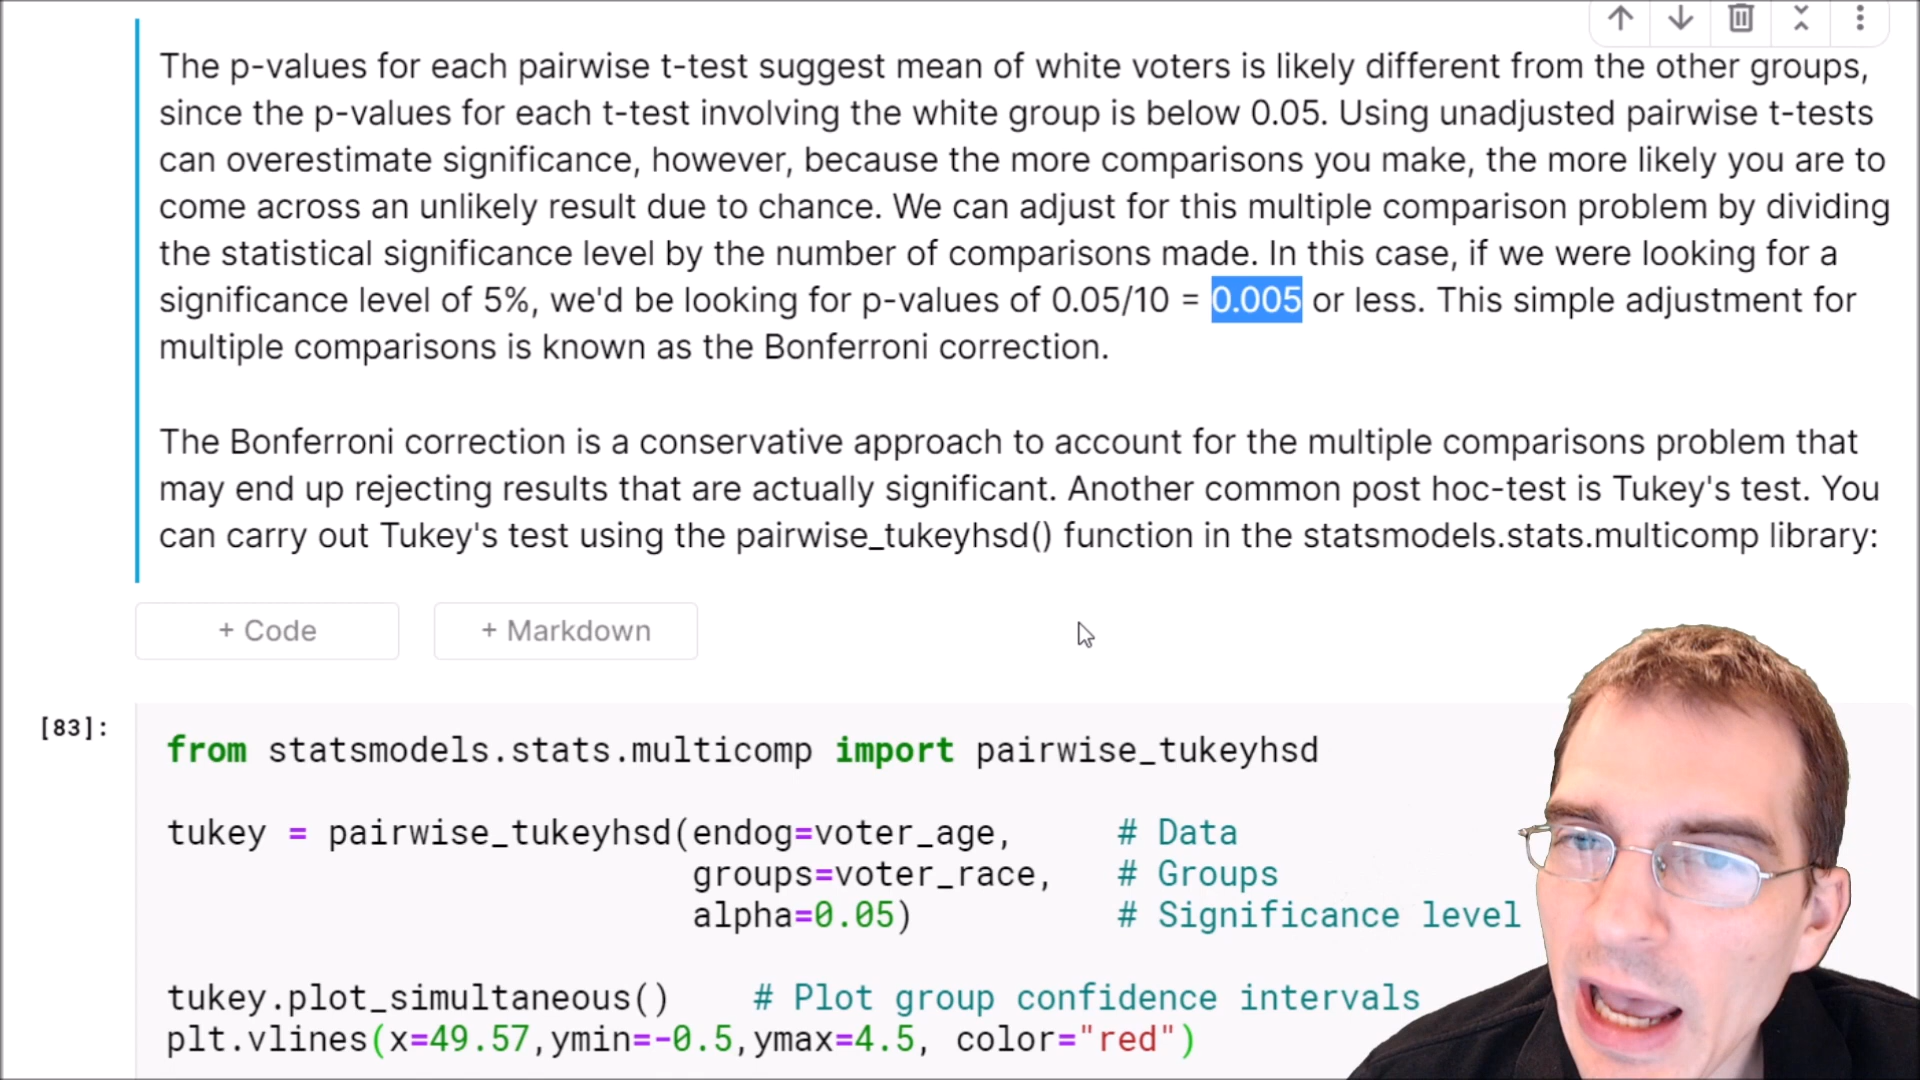 The p-values for each pairwise t-test suggest mean of white voters is likely different from the other groups,
since the p-values for each t-test involving the white group is below 0.05. Using unadjusted pairwise t-tests
can overestimate significance, however, because the more comparisons you make, the more likely you are to
come across an unlikely result due to chance. We can adjust for this multiple comparison problem by dividing
the statistical significance level by the number of comparisons made. In this case, if we were looking for a
significance level of 5%, we'd be looking for p-values of 0.05/10 = 0.005 or less. This simple adjustment for
multiple comparisons is known as the Bonferroni correction.
The Bonferroni correction is a conservative approach to account for the multiple comparisons problem that
may end up rejecting results that are actually significant. Another common post hoc-test is Tukey's test. You
can carry out Tukey's test using the pairwise_tukeyhsd() function in the statsmodels.stats.multicomp library:
+ Code + Markdown
[83]:
from statsmodels.stats.multicomp import pairwise_tukeyhsd
tukey = pairwise_tukeyhsd(endog=voter_age, # Data
groups=voter_race, # Groups
alpha=0.05) # Significance level
tukey.plot_simultaneous() # Plot group confidence intervals
plt.vlines(x=49.57,ymin=-0.5,ymax=4.5, color="red")